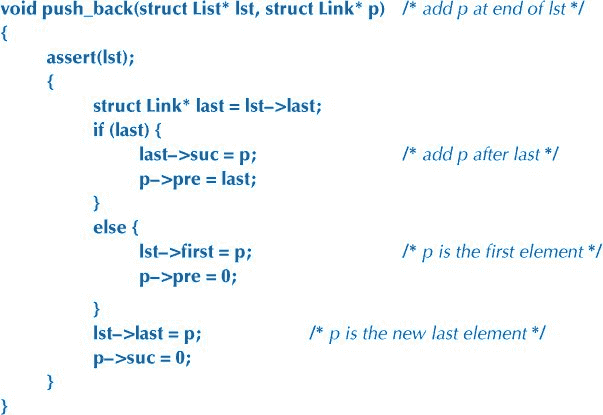 void push_back(struct List* lst, struct Link* p) /* add p at end of lst */
{
assert(lst);
{
struct Link* last = lst–>last;
if (last) {
last–>suc = p; /* add p after last */
p–>pre = last;
}
else {
lst–>first = p; /* p is the first element */
p–>pre = 0;
}
lst–>last = p; /* p is the new last element */
p–>suc = 0;
}
}